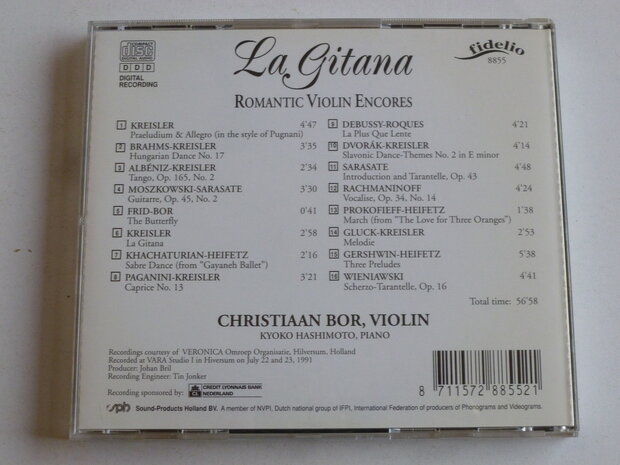 COMPACT
disc
DIGITAL AUDIO
DDD
DIGITAL
RECORDING
La Gitana
ROMANTIC VIOLIN ENCORES
fidelio
8855
1 KREISLER 4'47
Praeludium & Allegro (in the style of Pugnani)
2 BRAHMS-KREISLER 3'35
Hungarian Dance No. 17
3 ALBÉNIZ-KREISLER 2'34
Tango, Op. 165, No. 2
4 MOSZKOWSKI-SARASATE 3'30
Guitarre, Op. 45, No. 2
5 FRID-BOR 0'41
The Butterfly
6 KREISLER 2'58
La Gitana
7 KHACHATURIAN-HEIFETZ 2'16
Sabre Dance (from "Gayaneh Ballet")
8 PAGANINI-KREISLER 3'21
Caprice No. 13
9 DEBUSSY-ROQUES 4'21
La Plus Que Lente
10 DVORÁK-KREISLER 4'14
Slavonic Dance-Themes No. 2 in E minor
11 SARASATE 4'48
Introduction and Tarantelle, Op. 43
12 RACHMANINOFF 4'24
Vocalise, Op. 34, No. 14
13 PROKOFIEFF-HEIFETZ 1'38
March (from "The Love for Three Oranges")
14 GLUCK-KREISLER 2'53
Melodie
15 GERSHWIN-HEIFETZ 5'38
Three Preludes
16 WIENIAWSKI 4'41
Scherzo-Tarantelle, Op. 16
Total time: 56'58
CHRISTIAAN BOR, VIOLIN
KYOKO HASHIMOTO, PIANO
Recordings courtesy of VERONICA Omroep Organisatie, Hilversum, Holland
Recorded at VARA Studio I in Hiversum on July 22 and 23, 1991
Producer: Johan Bril
Recording Engineer: Tin Jonker
Recording sponsored by: CL CREDIT LYONNAIS BANK
NEDERLAND
8 711572 885521
sph Sound-Products Holland BV. A member of NVPI, Dutch national group of IFPI, International Federation of producers of Phonograms and Videograms.